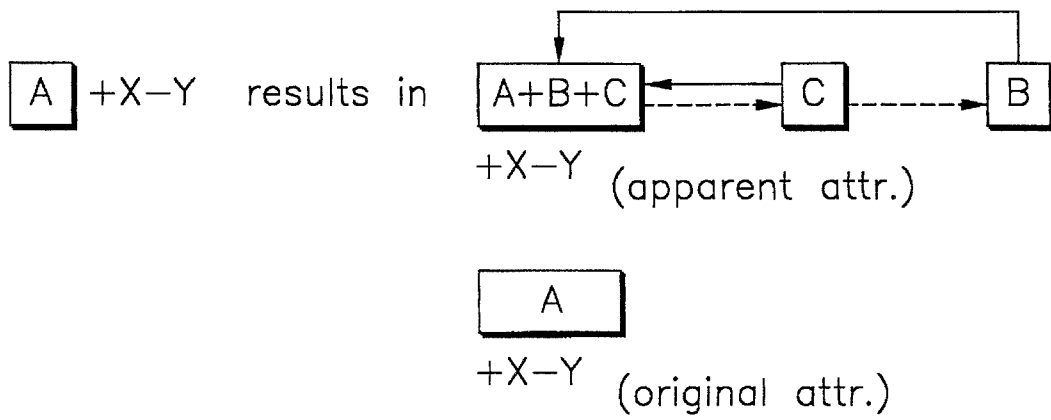 A +X−Y results in A+B+C C B
+X−Y (apparent attr.)
A
+X−Y (original attr.)